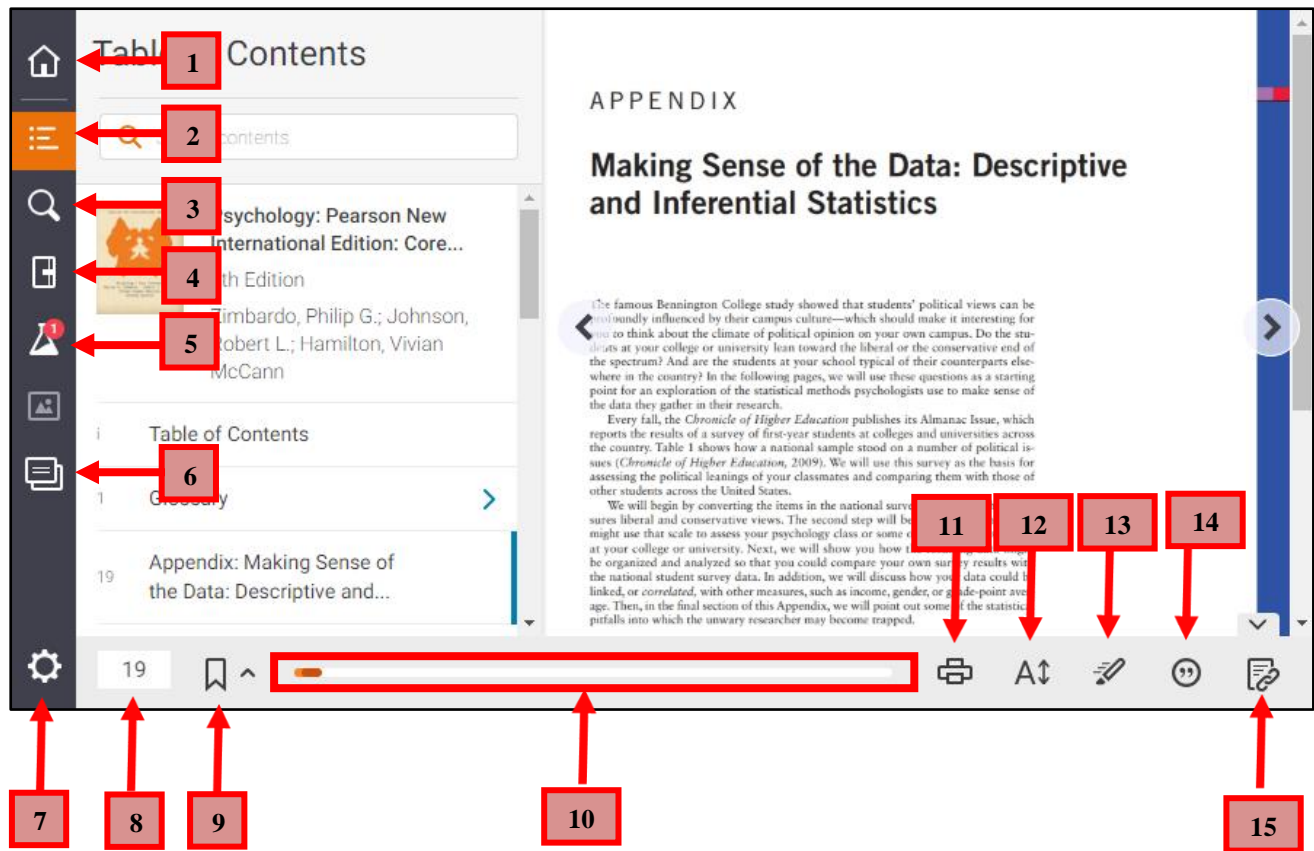 Tabl Contents
1
2
contents
3
Psychology: Pearson New
International Edition: Core...
4
th Edition
Zimbardo, Philip G.; Johnson,
5
Robert L.; Hamilton, Vivian
McCann
1
i Table of Contents
6
1 Glossary
19 Appendix: Making Sense of
the Data: Descriptive and...
APPENDIX
Making Sense of the Data: Descriptive
and Inferential Statistics
The famous Bennington College study showed that students' political views can be
profoundly influenced by their campus culture—which should make it interesting for
you to think about the climate of political opinion on your own campus. Do the stu-
dents at your college or university lean toward the liberal or the conservative end of
the spectrum? And are the students at your school typical of their counterparts else-
where in the country? In the following pages, we will use these questions as a starting
point for an exploration of the statistical methods psychologists use to make sense of
the data they gather in their research.
Every fall, the Chronicle of Higher Education publishes its Almanac Issue, which
reports the results of a survey of first-year students at colleges and universities across
the country. Table 1 shows how a national sample stood on a number of political is-
sues (Chronicle of Higher Education, 2009). We will use this survey as the basis for
assessing the political leanings of your classmates and comparing them with those of
other students across the United States.
We will begin by converting the items in the national surve
sures liberal and conservative views. The second step will be
might use that scale to assess your psychology class or some
at your college or university. Next, we will show you how
be organized and analyzed so that you could compare your own survey results with
the national student survey data. In addition, we will discuss how your data could b
linked, or correlated, with other measures, such as income, gender, or grade-point aver-
age. Then, in the final section of this Appendix, we will point out some of the statistical
pitfalls into which the unwary researcher may become trapped.
11
12
13
14
19
A
7
8
9
10
15